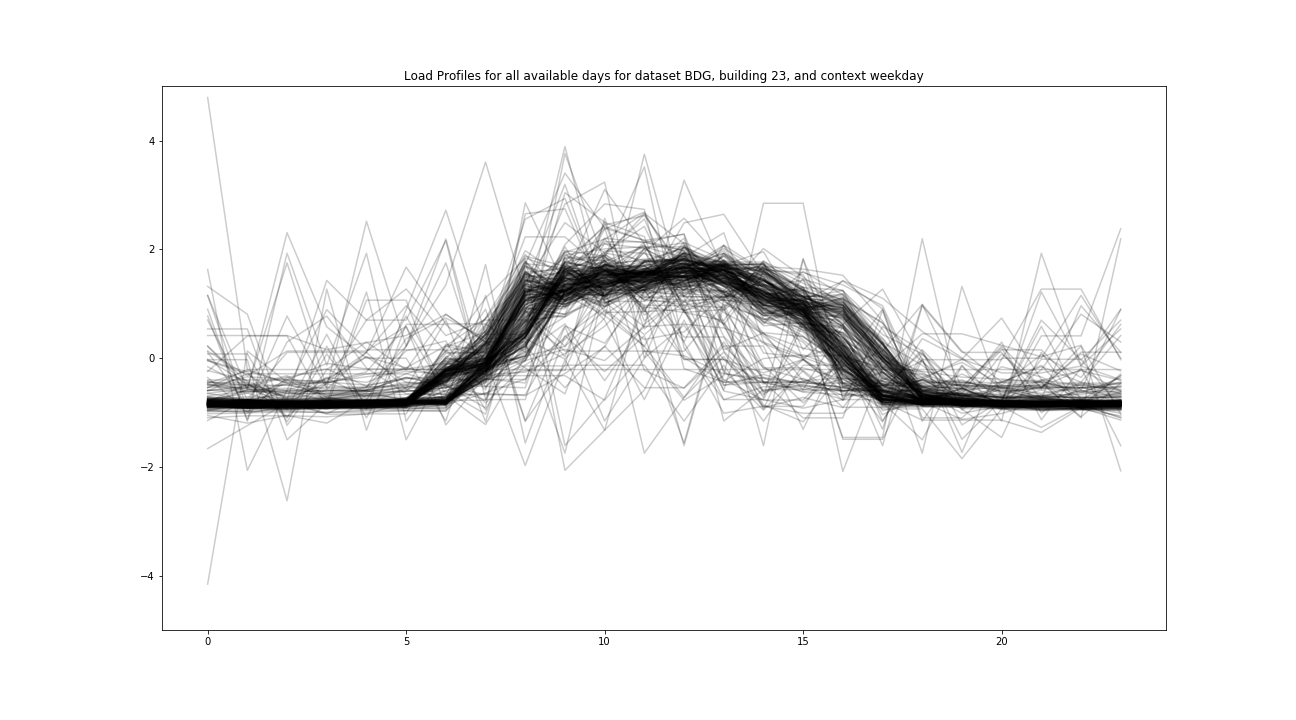 Load Profiles for all available days for dataset BDG, building 23, and context weekday
4
2
0
−2
−4
0 5 10 15 20